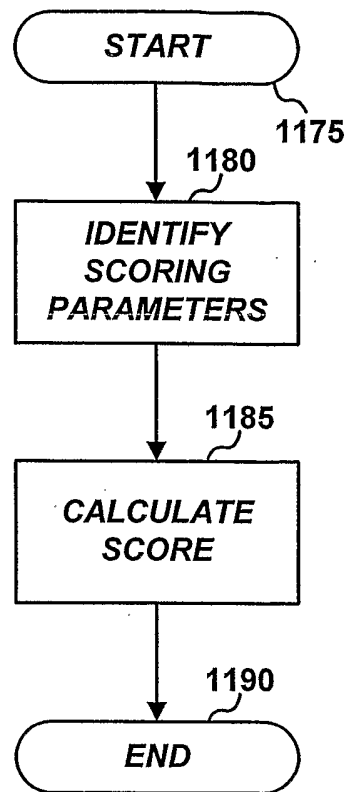 START
1175
1180
IDENTIFY
SCORING
PARAMETERS
1185
CALCULATE
SCORE
1190
END